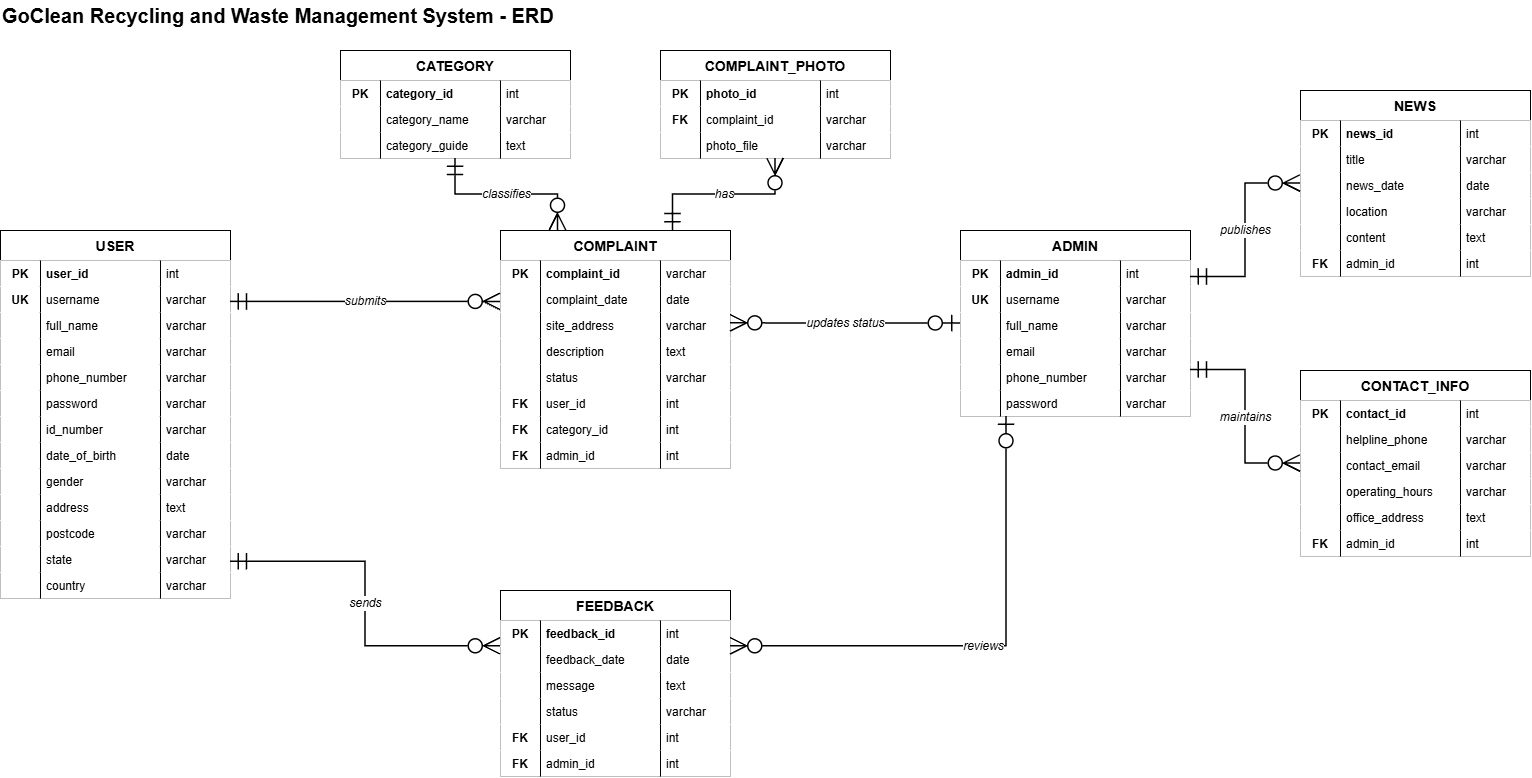 GoClean Recycling and Waste Management System - ERD
CATEGORY
PK category_id int
category_name varchar
category_guide text
COMPLAINT_PHOTO
PK photo_id int
FK complaint_id varchar
photo_file varchar
NEWS
PK news_id int
title varchar
news_date date
location varchar
content text
FK admin_id int
classifies
has
publishes
USER
PK user_id int
UK username varchar
full_name varchar
email varchar
phone_number varchar
password varchar
id_number varchar
date_of_birth date
gender varchar
address text
postcode varchar
state varchar
country varchar
submits
COMPLAINT
PK complaint_id varchar
complaint_date date
site_address varchar
description text
status varchar
FK user_id int
FK category_id int
FK admin_id int
updates status
ADMIN
PK admin_id int
UK username varchar
full_name varchar
email varchar
phone_number varchar
password varchar
maintains
CONTACT_INFO
PK contact_id int
helpline_phone varchar
contact_email varchar
operating_hours varchar
office_address text
FK admin_id int
sends
FEEDBACK
PK feedback_id int
feedback_date date
message text
status varchar
FK user_id int
FK admin_id int
reviews